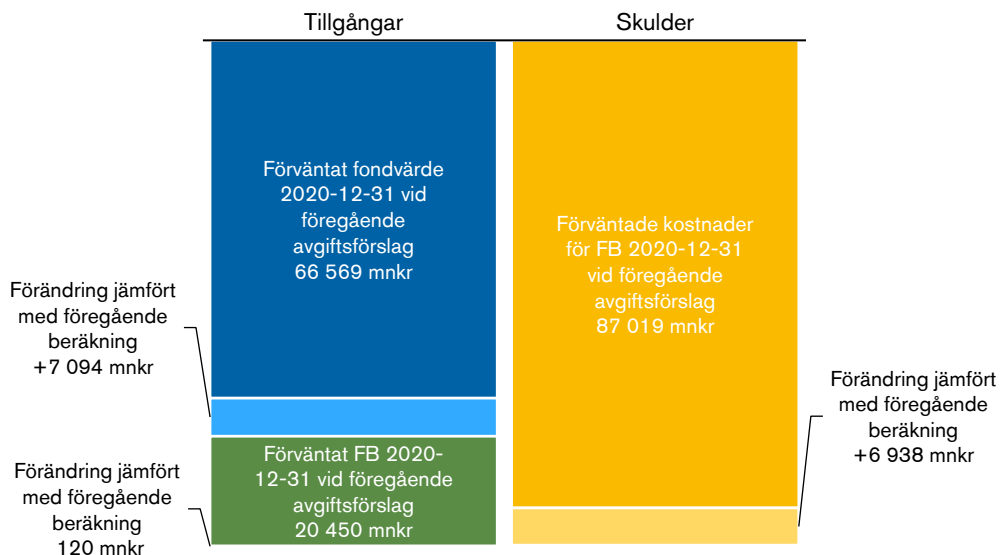 Tillgångar
Skulder
Förväntat fondvärde
2020-12-31 vid
föregående
avgiftsförslag
66 569 mnkr
Förväntade kostnader
för FB 2020-12-31
vid föregående
avgiftsförslag
87 019 mnkr
Förändring jämfört
med föregående
beräkning
+7 094 mnkr
Förändring jämfört
med föregående
beräkning
+6 938 mnkr
Förväntat FB 2020-
12-31 vid föregående
avgiftsförslag
20 450 mnkr
Förändring jämfört
med föregående
beräkning
120 mnkr